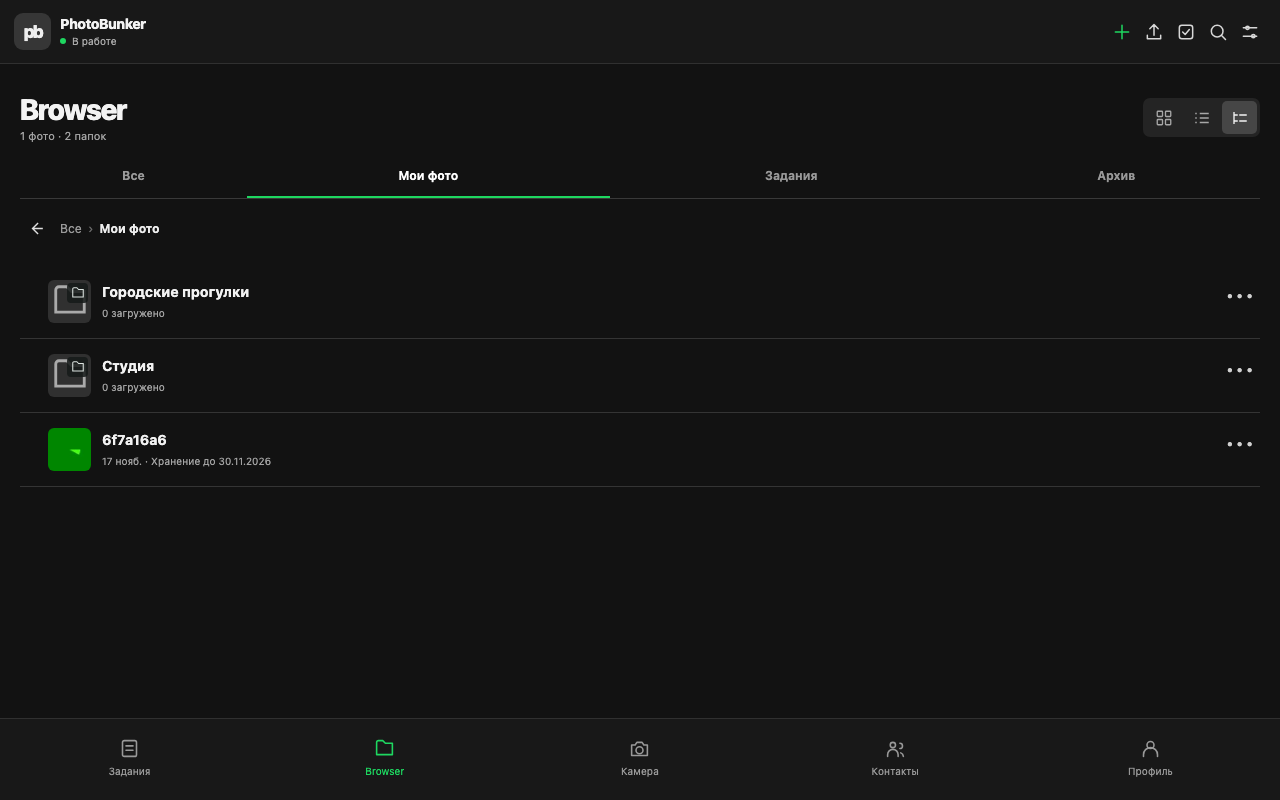 pb
PhotoBunker
В работе
Browser
1 фото · 2 папок
Все
Мои фото
Задания
Архив
Все › Мои фото
Городские прогулки
0 загружено
Студия
0 загружено
6f7a16a6
17 нояб. · Хранение до 30.11.2026
Задания
Browser
Камера
Контакты
Профиль